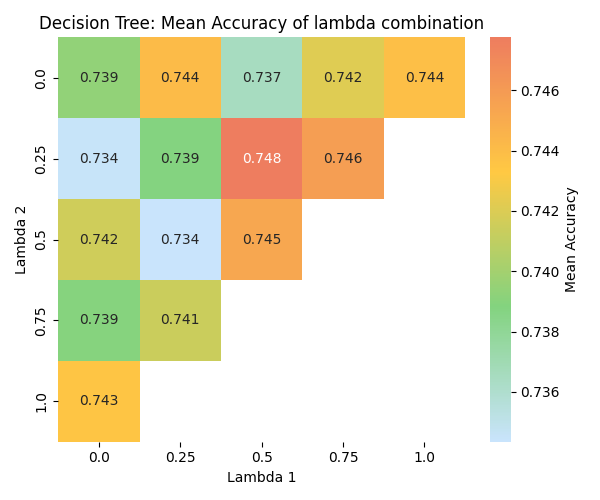 Decision Tree: Mean Accuracy of lambda combination
0.0 0.739 0.744 0.737 0.742 0.744
0.25 0.734 0.739 0.748 0.746
0.5 0.742 0.734 0.745
0.75 0.739 0.741
1.0 0.743
0.0 0.25 0.5 0.75 1.0
Lambda 1
Lambda 2
0.746
0.744
0.742
0.740
0.738
0.736
Mean Accuracy